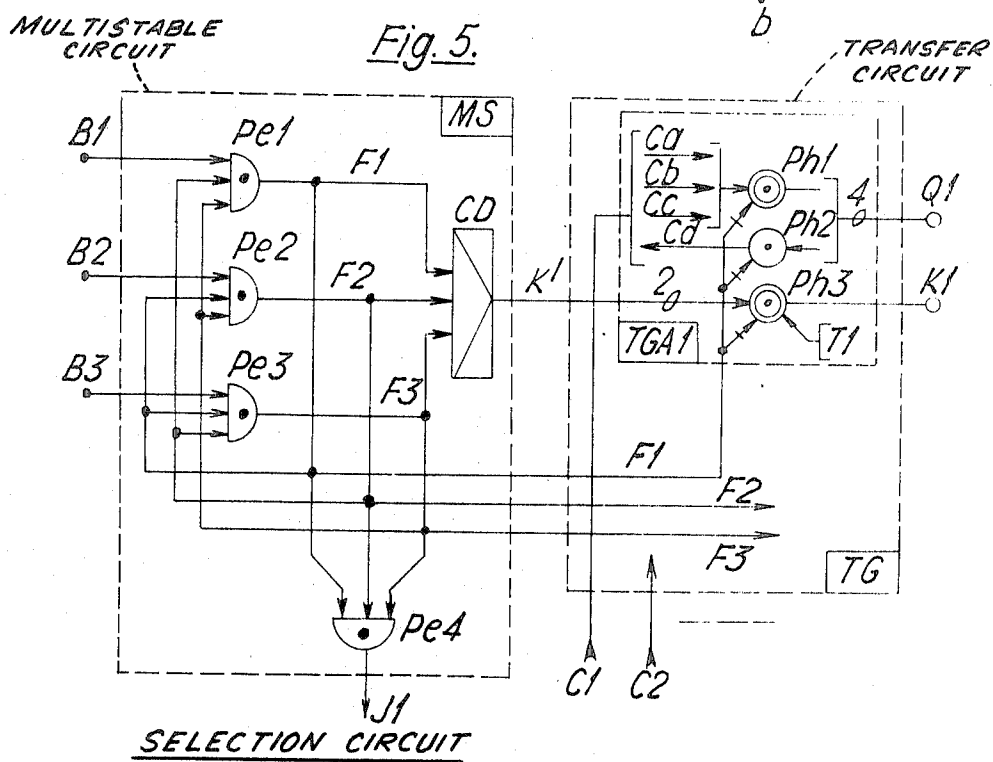 b
MULTISTABLE
CIRCUIT
Fig. 5.
TRANSFER
CIRCUIT
MS
B1
Pe1
F1
Ca
Cb
Cc
Cd
Ph1
4
Q1
CD
Ph2
B2
Pe2
F2
K'
2
Ph3
K1
TGA1
T1
B3
Pe3
F3
F1
F2
F3
TG
Pe4
C1
C2
J1
SELECTION CIRCUIT